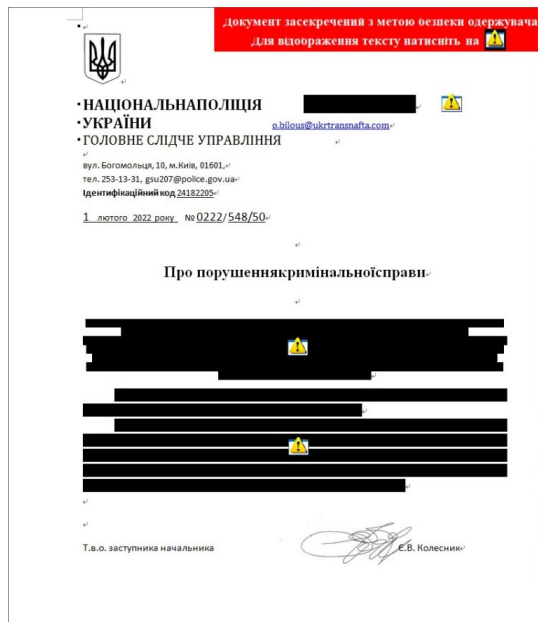 Документ засекречений з метою безпеки одержувача
Для відображення тексту натисніть на
НАЦІОНАЛЬНАПОЛІЦІЯ
УКРАЇНИ
o.bilous@ukrtransnafta.com
ГОЛОВНЕ СЛІДЧЕ УПРАВЛІННЯ
вул. Богомольця, 10, м.Київ, 01601,
тел. 253-13-31, gsu207@police.gov.ua
Ідентифікаційний код 24182205
1 лютого 2022 року № 0222/548/50
Про порушеннякримінальноїсправи
Т.в.о. заступника начальника
Є.В. Колесник